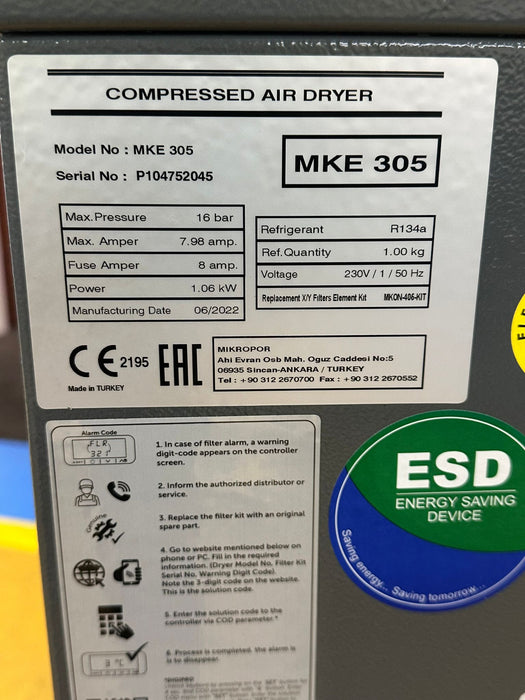 COMPRESSED AIR DRYER
Model No : MKE 305
Serial No : P104752045
MKE 305
Max.Pressure 16 bar
Max. Amper 7.98 amp.
Fuse Amper 8 amp.
Power 1.06 kW
Manufacturing Date 06/2022
Refrigerant R134a
Ref.Quantity 1.00 kg
Voltage 230V / 1 / 50 Hz
Replacement X/Y Filters Element Kit MKON-406-KIT
CE 2195
EAC
Made in TURKEY
MIKROPOR
Ahi Evran Osb Mah. Oguz Caddesi No:5
06935 Sincan-ANKARA / TURKEY
Tel : +90 312 2670700 Fax : +90 312 2670552
Alarm Code
FLR
321
1. In case of filter alarm, a warning
digit-code appears on the controller
screen.
2. Inform the authorized distributor or
service.
Genuine
3. Replace the filter kit with an original
spare part.
4. Go to website mentioned below on
phone or PC. Fill in the required
information. (Dryer Model No, Filter Kit
Serial No, Warning Digit Code).
Note the 3-digit code on the website.
This is the solution code.
5. Enter the solution code to the
controller via COD parameter.*
6. Process is completed, the alarm is
is to disappear.
3°C
ESD
ENERGY SAVING
DEVICE
Saving energy... Saving tomorrow...